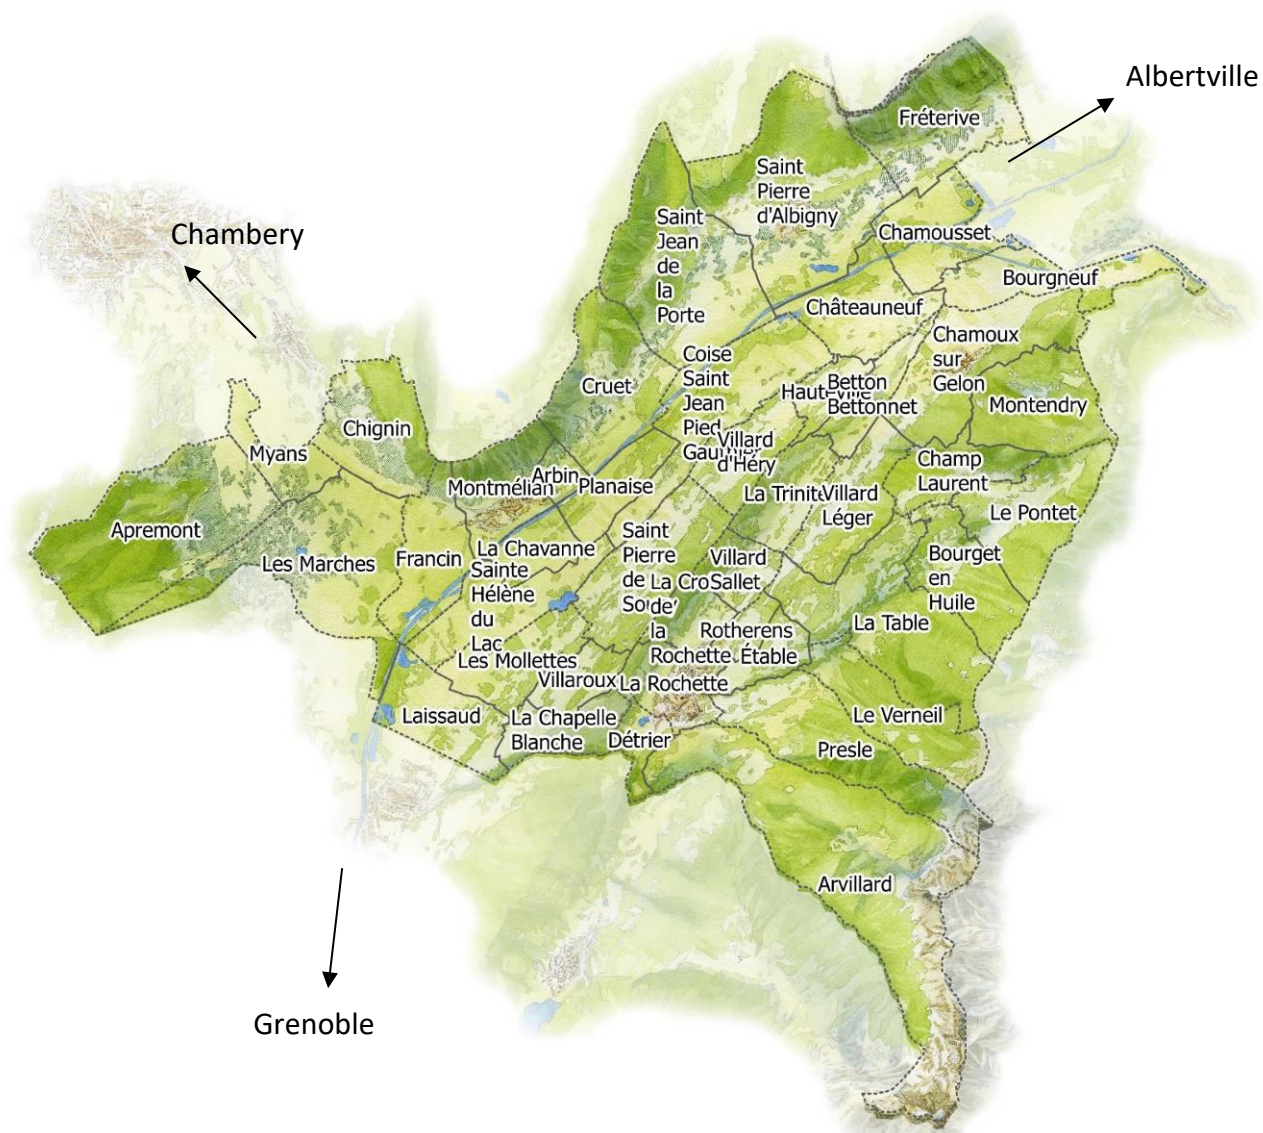 Albertville
Fréterive
Saint
Pierre
d'Albigny
Chambery
Saint
Jean
de
la
Porte
Chamousset
Bourgneuf
Châteauneuf
Chamoux
sur
Gelon
Coise
Saint
Jean
Pied
Cruet
Betton
Bettonnet
Montendry
Chignin
Villard
d'Héry
Myans
Champ
Laurent
Arbin
Montmélian
Planaise
La Trinité
Villard
Léger
Le Pontet
Apremont
Les Marches
Francin
La Chavanne
Sainte
Hélène
du
Lac
Saint
Pierre
de
La Cro
de
la
Rochette
Villard
Sallet
Bourget
en
Huile
La Table
Rotherens
Étable
Les Mollettes
Villaroux
La Rochette
Laissaud
La Chapelle
Blanche
Détrier
Le Verneil
Presle
Arvillard
Grenoble